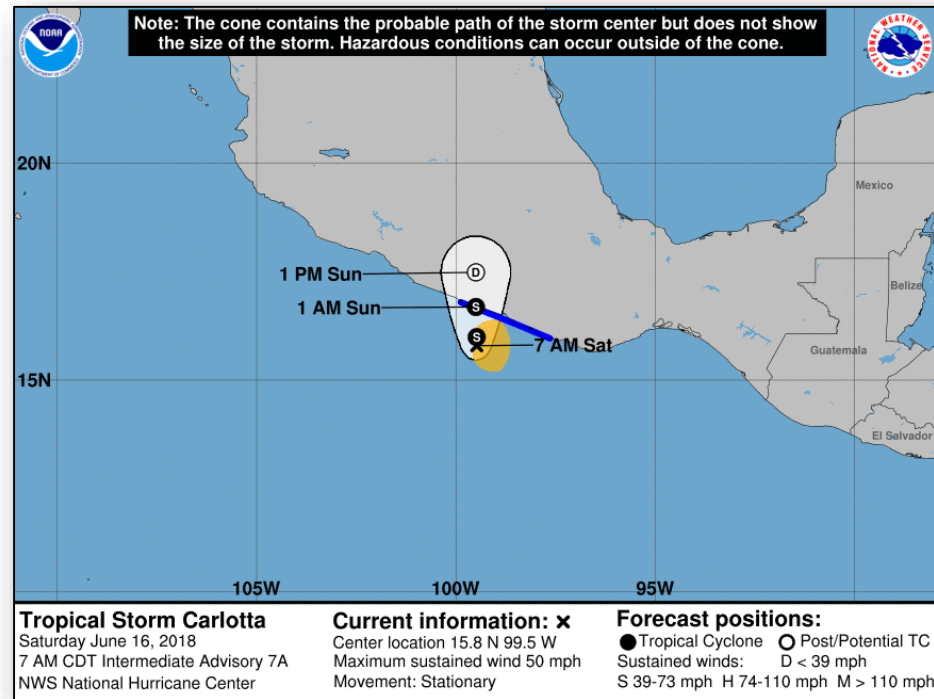 Note: The cone contains the probable path of the storm center but does not show
the size of the storm. Hazardous conditions can occur outside of the cone.
NOAA
NATIONAL WEATHER SERVICE
20N
Mexico
1 PM Sun
D
Belize
1 AM Sun
S
S
7 AM Sat
Guatemala
15N
El Salvador
105W
100W
95W
Tropical Storm Carlotta
Saturday June 16, 2018
7 AM CDT Intermediate Advisory 7A
NWS National Hurricane Center
Current information: ×
Center location 15.8 N 99.5 W
Maximum sustained wind 50 mph
Movement: Stationary
Forecast positions:
● Tropical Cyclone ○ Post/Potential TC
Sustained winds: D < 39 mph
S 39-73 mph H 74-110 mph M > 110 mph